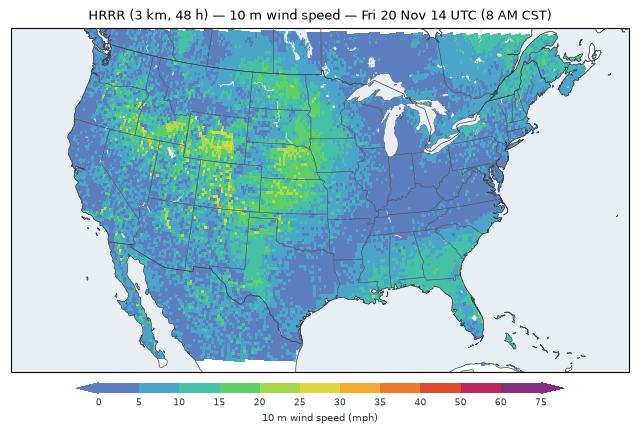 HRRR (3 km, 48 h) — 10 m wind speed — Fri 20 Nov 14 UTC (8 AM CST)
0 5 10 15 20 25 30 35 40 50 60 75
10 m wind speed (mph)